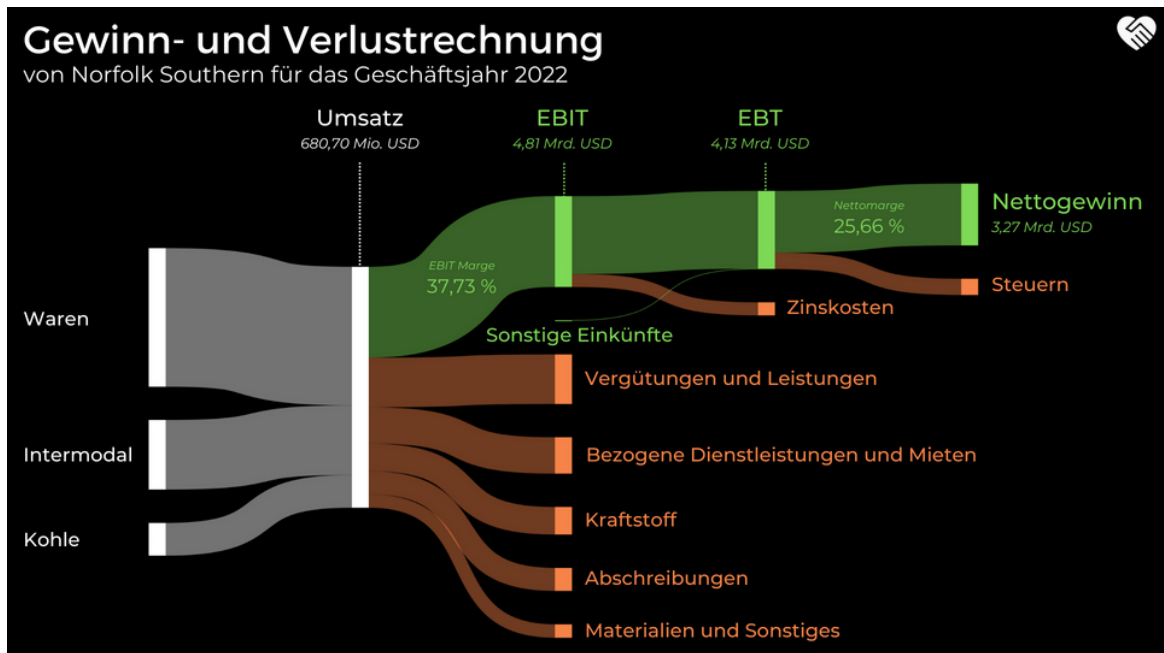 Gewinn- und Verlustrechnung
von Norfolk Southern für das Geschäftsjahr 2022
Umsatz
680,70 Mio. USD
EBIT
4,81 Mrd. USD
EBT
4,13 Mrd. USD
Nettomarge
25,66 %
Nettogewinn
3,27 Mrd. USD
EBIT Marge
37,73 %
Steuern
Zinskosten
Waren
Sonstige Einkünfte
Vergütungen und Leistungen
Intermodal
Bezogene Dienstleistungen und Mieten
Kraftstoff
Kohle
Abschreibungen
Materialien und Sonstiges